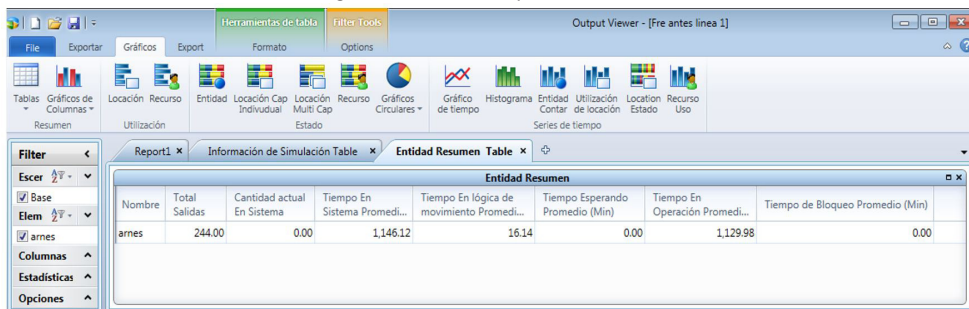 Herramientas de tabla
Filter Tools
Output Viewer - [Fre antes linea 1]
File
Exportar
Gráficos
Export
Formato
Options
Tablas
Gráficos de Columnas
Locación
Recurso
Entidad
Locación Cap Indivudual
Locación Multi Cap
Recurso
Gráficos Circulares
Gráfico de tiempo
Histograma
Entidad Contar
Utilización de locación
Location Estado
Recurso Uso
Resumen
Utilización
Estado
Series de tiempo
Filter
Report1
Información de Simulación Table
Entidad Resumen Table
Escer
Base
Elem
arnes
Columnas
Estadísticas
Opciones
Entidad Resumen
Nombre
Total Salidas
Cantidad actual En Sistema
Tiempo En Sistema Promedi...
Tiempo En lógica de movimiento Promedi...
Tiempo Esperando Promedio (Min)
Tiempo En Operación Promedi...
Tiempo de Bloqueo Promedio (Min)
arnes 244.00 0.00 1,146.12 16.14 0.00 1,129.98 0.00